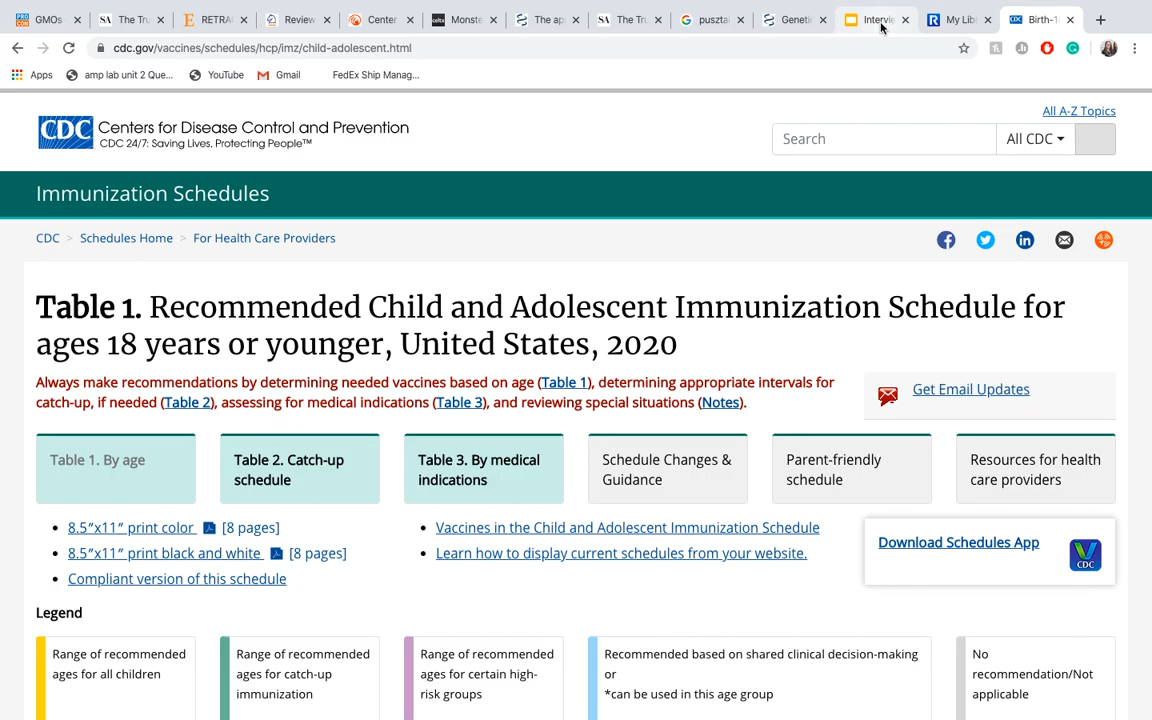 GMOs
The Tru
RETRA
Review
Center
Monste
The ap
The Tru
pusztai
Geneti
Intervie
My Lib
Birth-1
cdc.gov/vaccines/schedules/hcp/imz/child-adolescent.html
Apps
amp lab unit 2 Que...
YouTube
Gmail
FedEx Ship Manag...
All A-Z Topics
CDC
Centers for Disease Control and Prevention
CDC 24/7: Saving Lives, Protecting People™
Search
All CDC
Immunization Schedules
CDC > Schedules Home > For Health Care Providers
Table 1. Recommended Child and Adolescent Immunization Schedule for
ages 18 years or younger, United States, 2020
Always make recommendations by determining needed vaccines based on age (Table 1), determining appropriate intervals for
catch-up, if needed (Table 2), assessing for medical indications (Table 3), and reviewing special situations (Notes).
Get Email Updates
Table 1. By age
Table 2. Catch-up
schedule
Table 3. By medical
indications
Schedule Changes &
Guidance
Parent-friendly
schedule
Resources for health
care providers
• 8.5″x11″ print color [8 pages]
• 8.5″x11″ print black and white [8 pages]
• Compliant version of this schedule
• Vaccines in the Child and Adolescent Immunization Schedule
• Learn how to display current schedules from your website.
Download Schedules App
CDC
Legend
Range of recommended
ages for all children
Range of recommended
ages for catch-up
immunization
Range of recommended
ages for certain high-
risk groups
Recommended based on shared clinical decision-making
or
*can be used in this age group
No
recommendation/Not
applicable